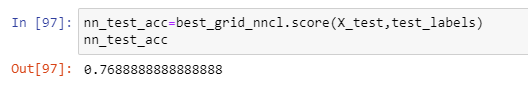 In [97]: nn_test_acc=best_grid_nncl.score(X_test,test_labels)
nn_test_acc
Out[97]: 0.7688888888888888